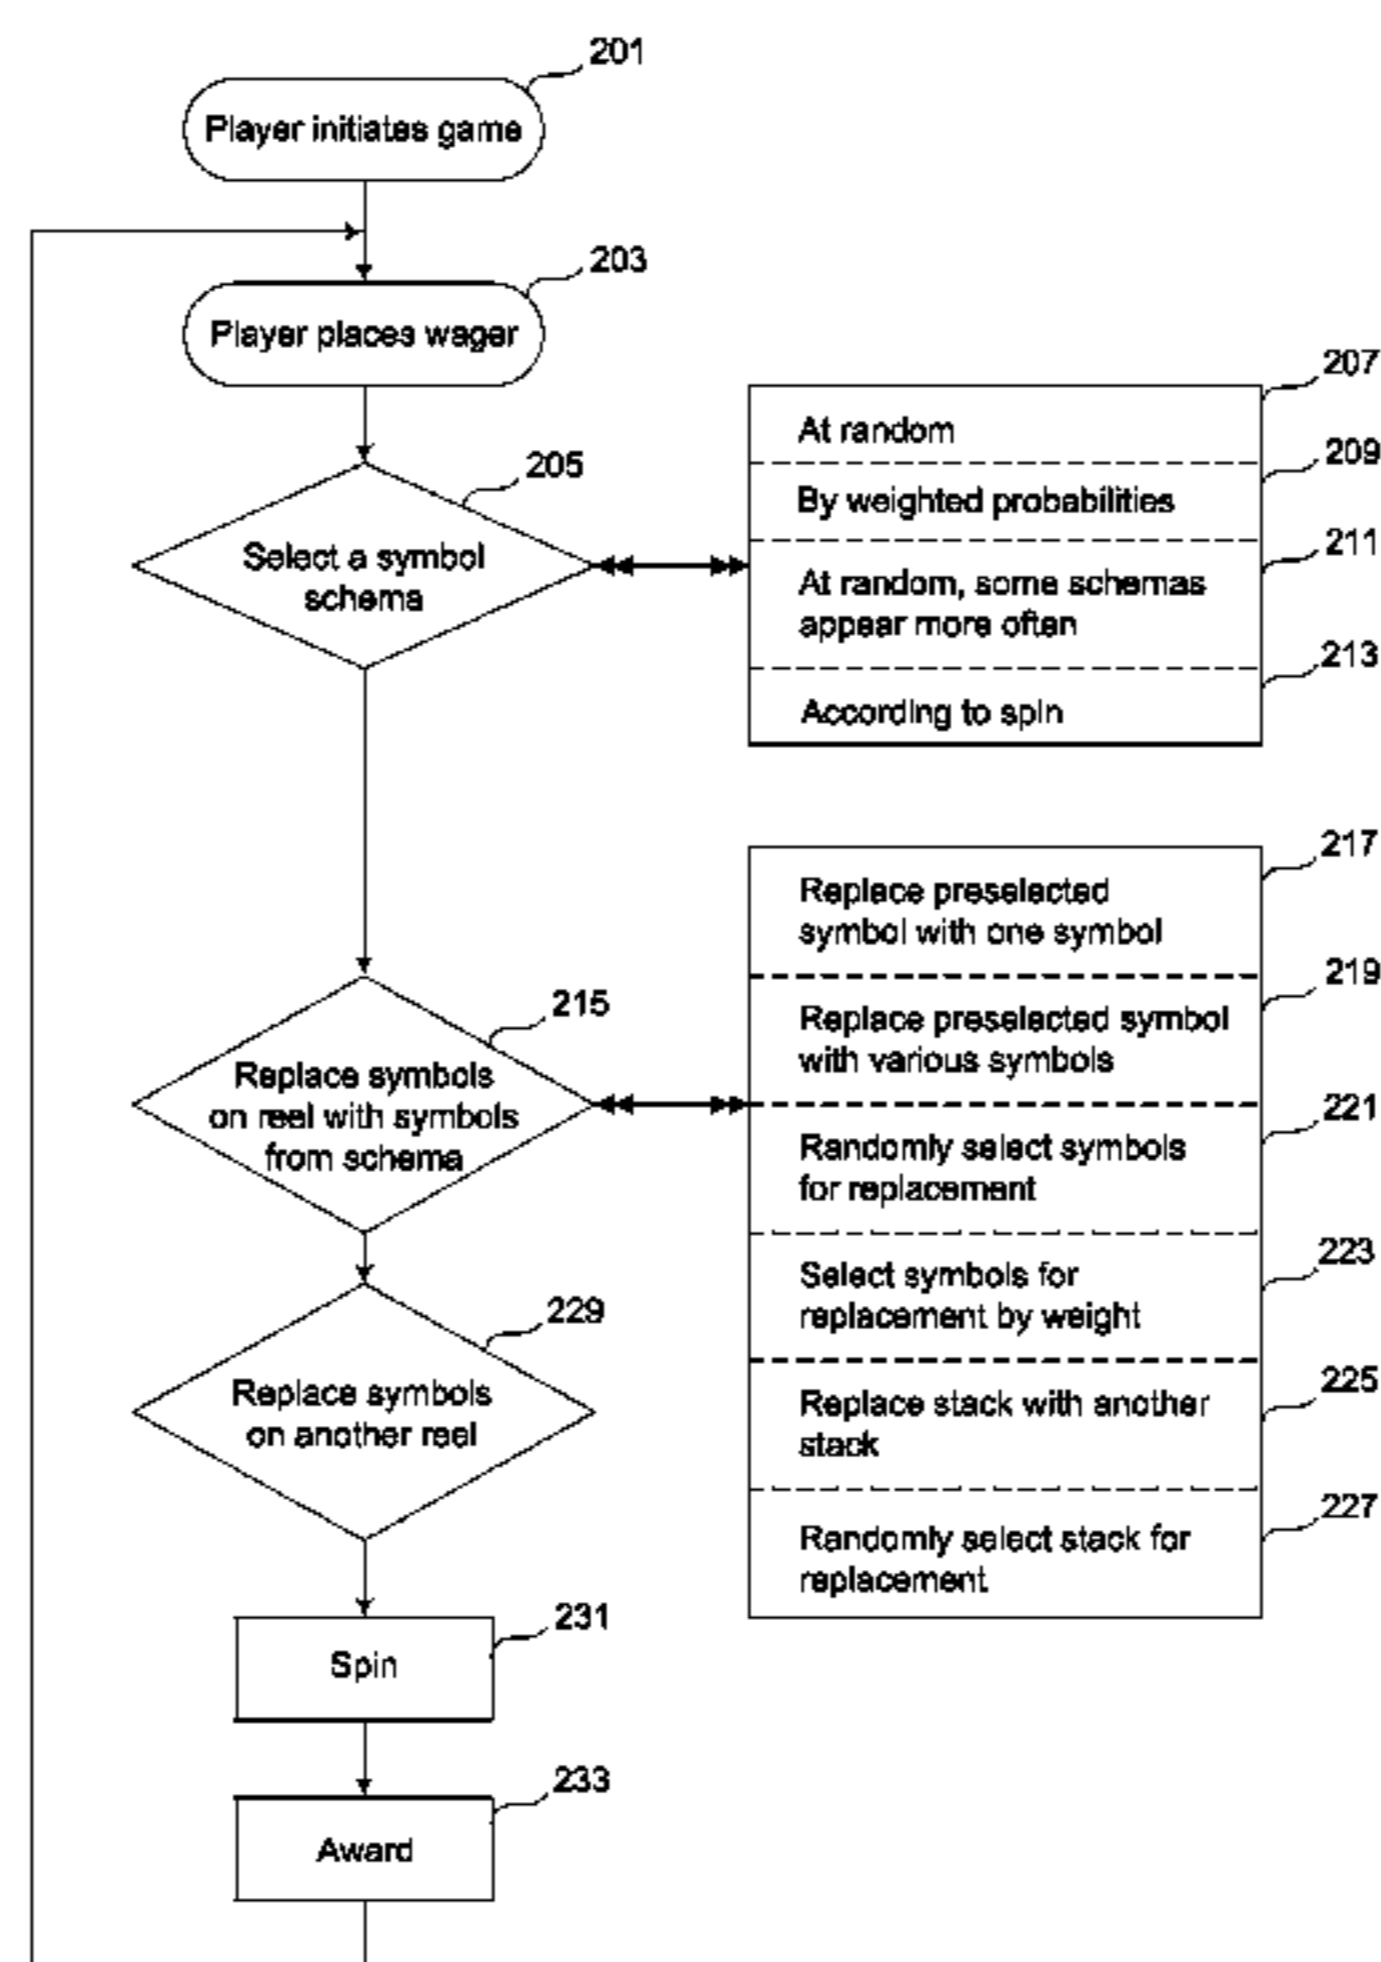 201
Player initiates game
203
Player places wager
207
At random
209
By weighted probabilities
205
Select a symbol
schema
211
At random, some schemas
appear more often
213
According to spin
217
Replace preselected
symbol with one symbol
219
Replace preselected symbol
with various symbols
215
Replace symbols
on reel with symbols
from schema
221
Randomly select symbols
for replacement
223
Select symbols for
replacement by weight
229
Replace symbols
on another reel
225
Replace stack with another
stack
227
Randomly select stack for
replacement
231
Spin
233
Award